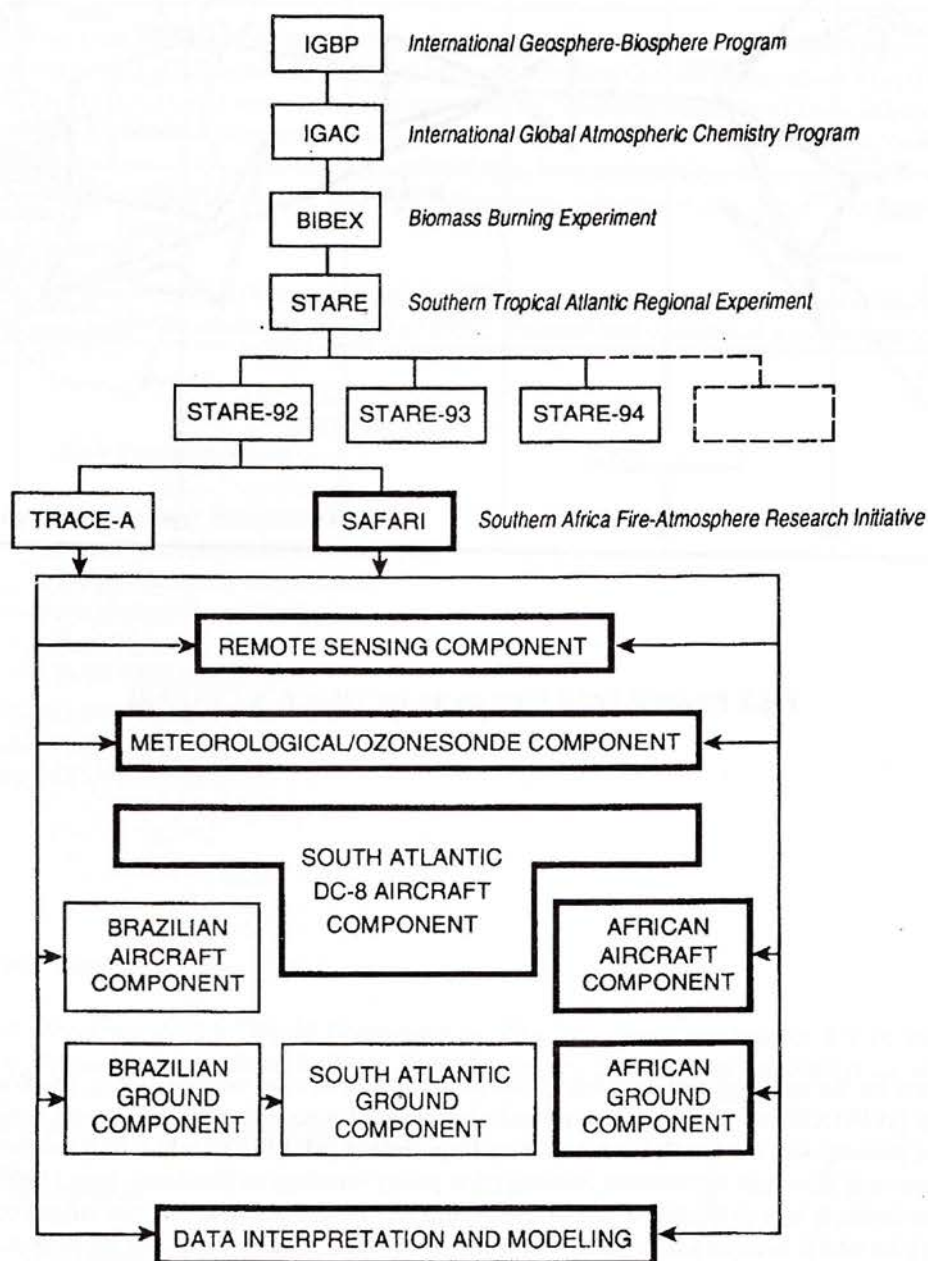 IGBP International Geosphere-Biosphere Program
IGAC International Global Atmospheric Chemistry Program
BIBEX Biomass Burning Experiment
STARE Southern Tropical Atlantic Regional Experiment
STARE-92 STARE-93 STARE-94
TRACE-A SAFARI Southern Africa Fire-Atmosphere Research Initiative
REMOTE SENSING COMPONENT
METEOROLOGICAL/OZONESONDE COMPONENT
SOUTH ATLANTIC
DC-8 AIRCRAFT
COMPONENT
BRAZILIAN
AIRCRAFT
COMPONENT
AFRICAN
AIRCRAFT
COMPONENT
BRAZILIAN
GROUND
COMPONENT
SOUTH ATLANTIC
GROUND
COMPONENT
AFRICAN
GROUND
COMPONENT
DATA INTERPRETATION AND MODELING